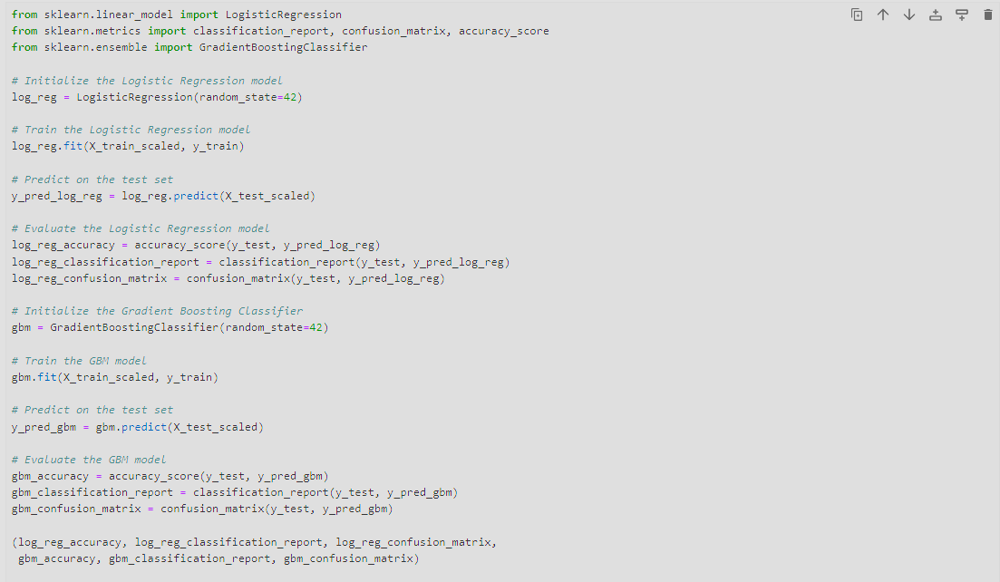 from sklearn.linear_model import LogisticRegression
from sklearn.metrics import classification_report, confusion_matrix, accuracy_score
from sklearn.ensemble import GradientBoostingClassifier

# Initialize the Logistic Regression model
log_reg = LogisticRegression(random_state=42)

# Train the Logistic Regression model
log_reg.fit(X_train_scaled, y_train)

# Predict on the test set
y_pred_log_reg = log_reg.predict(X_test_scaled)

# Evaluate the Logistic Regression model
log_reg_accuracy = accuracy_score(y_test, y_pred_log_reg)
log_reg_classification_report = classification_report(y_test, y_pred_log_reg)
log_reg_confusion_matrix = confusion_matrix(y_test, y_pred_log_reg)

# Initialize the Gradient Boosting Classifier
gbm = GradientBoostingClassifier(random_state=42)

# Train the GBM model
gbm.fit(X_train_scaled, y_train)

# Predict on the test set
y_pred_gbm = gbm.predict(X_test_scaled)

# Evaluate the GBM model
gbm_accuracy = accuracy_score(y_test, y_pred_gbm)
gbm_classification_report = classification_report(y_test, y_pred_gbm)
gbm_confusion_matrix = confusion_matrix(y_test, y_pred_gbm)

(log_reg_accuracy, log_reg_classification_report, log_reg_confusion_matrix,
 gbm_accuracy, gbm_classification_report, gbm_confusion_matrix)